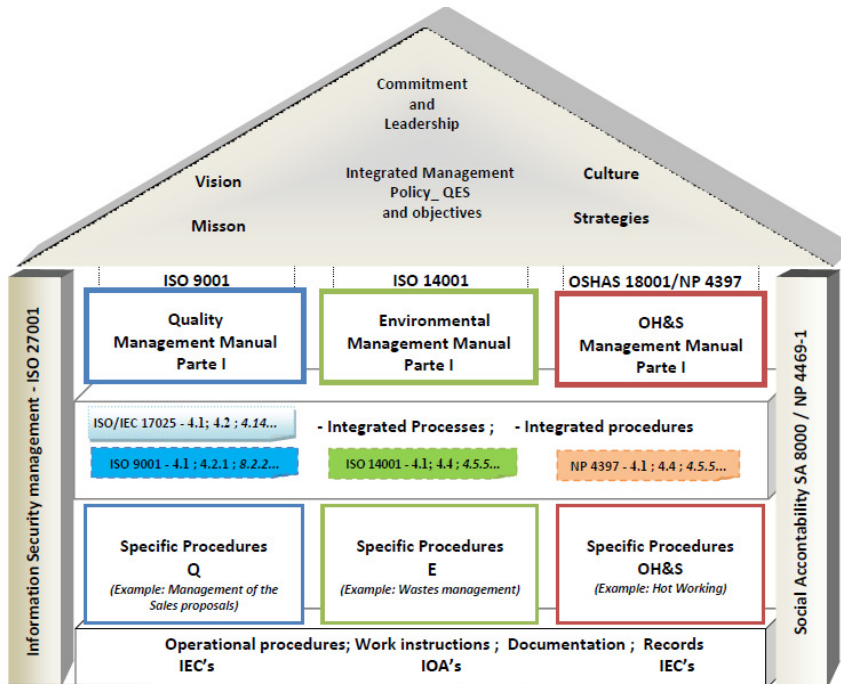 Commitment
and
Leadership
Vision
Misson
Integrated Management
Policy_ QES
and objectives
Culture
Strategies
Information Security management - ISO 27001
ISO 9001
ISO 14001
OSHAS 18001/NP 4397
Quality
Management Manual
Parte I
Environmental
Management Manual
Parte I
OH&S
Management Manual
Parte I
ISO/IEC 17025 - 4.1; 4.2 ; 4.14...
- Integrated Processes ;
- Integrated procedures
ISO 9001 - 4.1 ; 4.2.1 ; 8.2.2...
ISO 14001 - 4.1; 4.4 ; 4.5.5...
NP 4397 - 4.1 ; 4.4 ; 4.5.5...
Specific Procedures
Q
(Example: Management of the
Sales proposals)
Specific Procedures
E
(Example: Wastes management)
Specific Procedures
OH&S
(Example: Hot Working)
Operational procedures; Work instructions ; Documentation ; Records
IEC's
IOA's
IEC's
Social Accontability SA 8000 / NP 4469-1